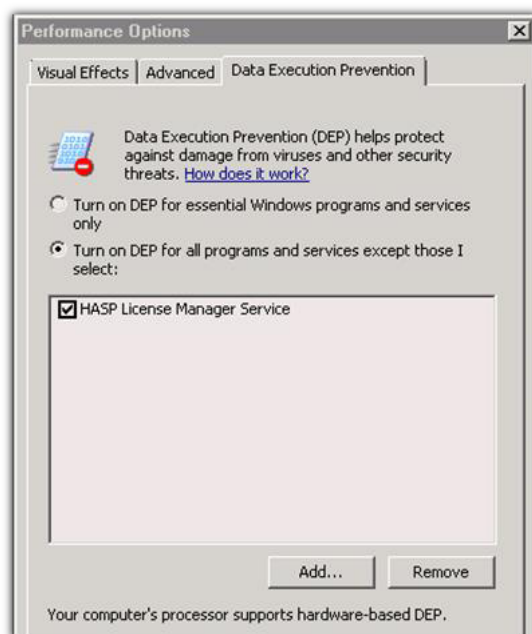 Performance Options
Visual Effects Advanced Data Execution Prevention
Data Execution Prevention (DEP) helps protect
against damage from viruses and other security
threats. How does it work?
Turn on DEP for essential Windows programs and services
only
Turn on DEP for all programs and services except those I
select:
HASP License Manager Service
Add... Remove
Your computer's processor supports hardware-based DEP.